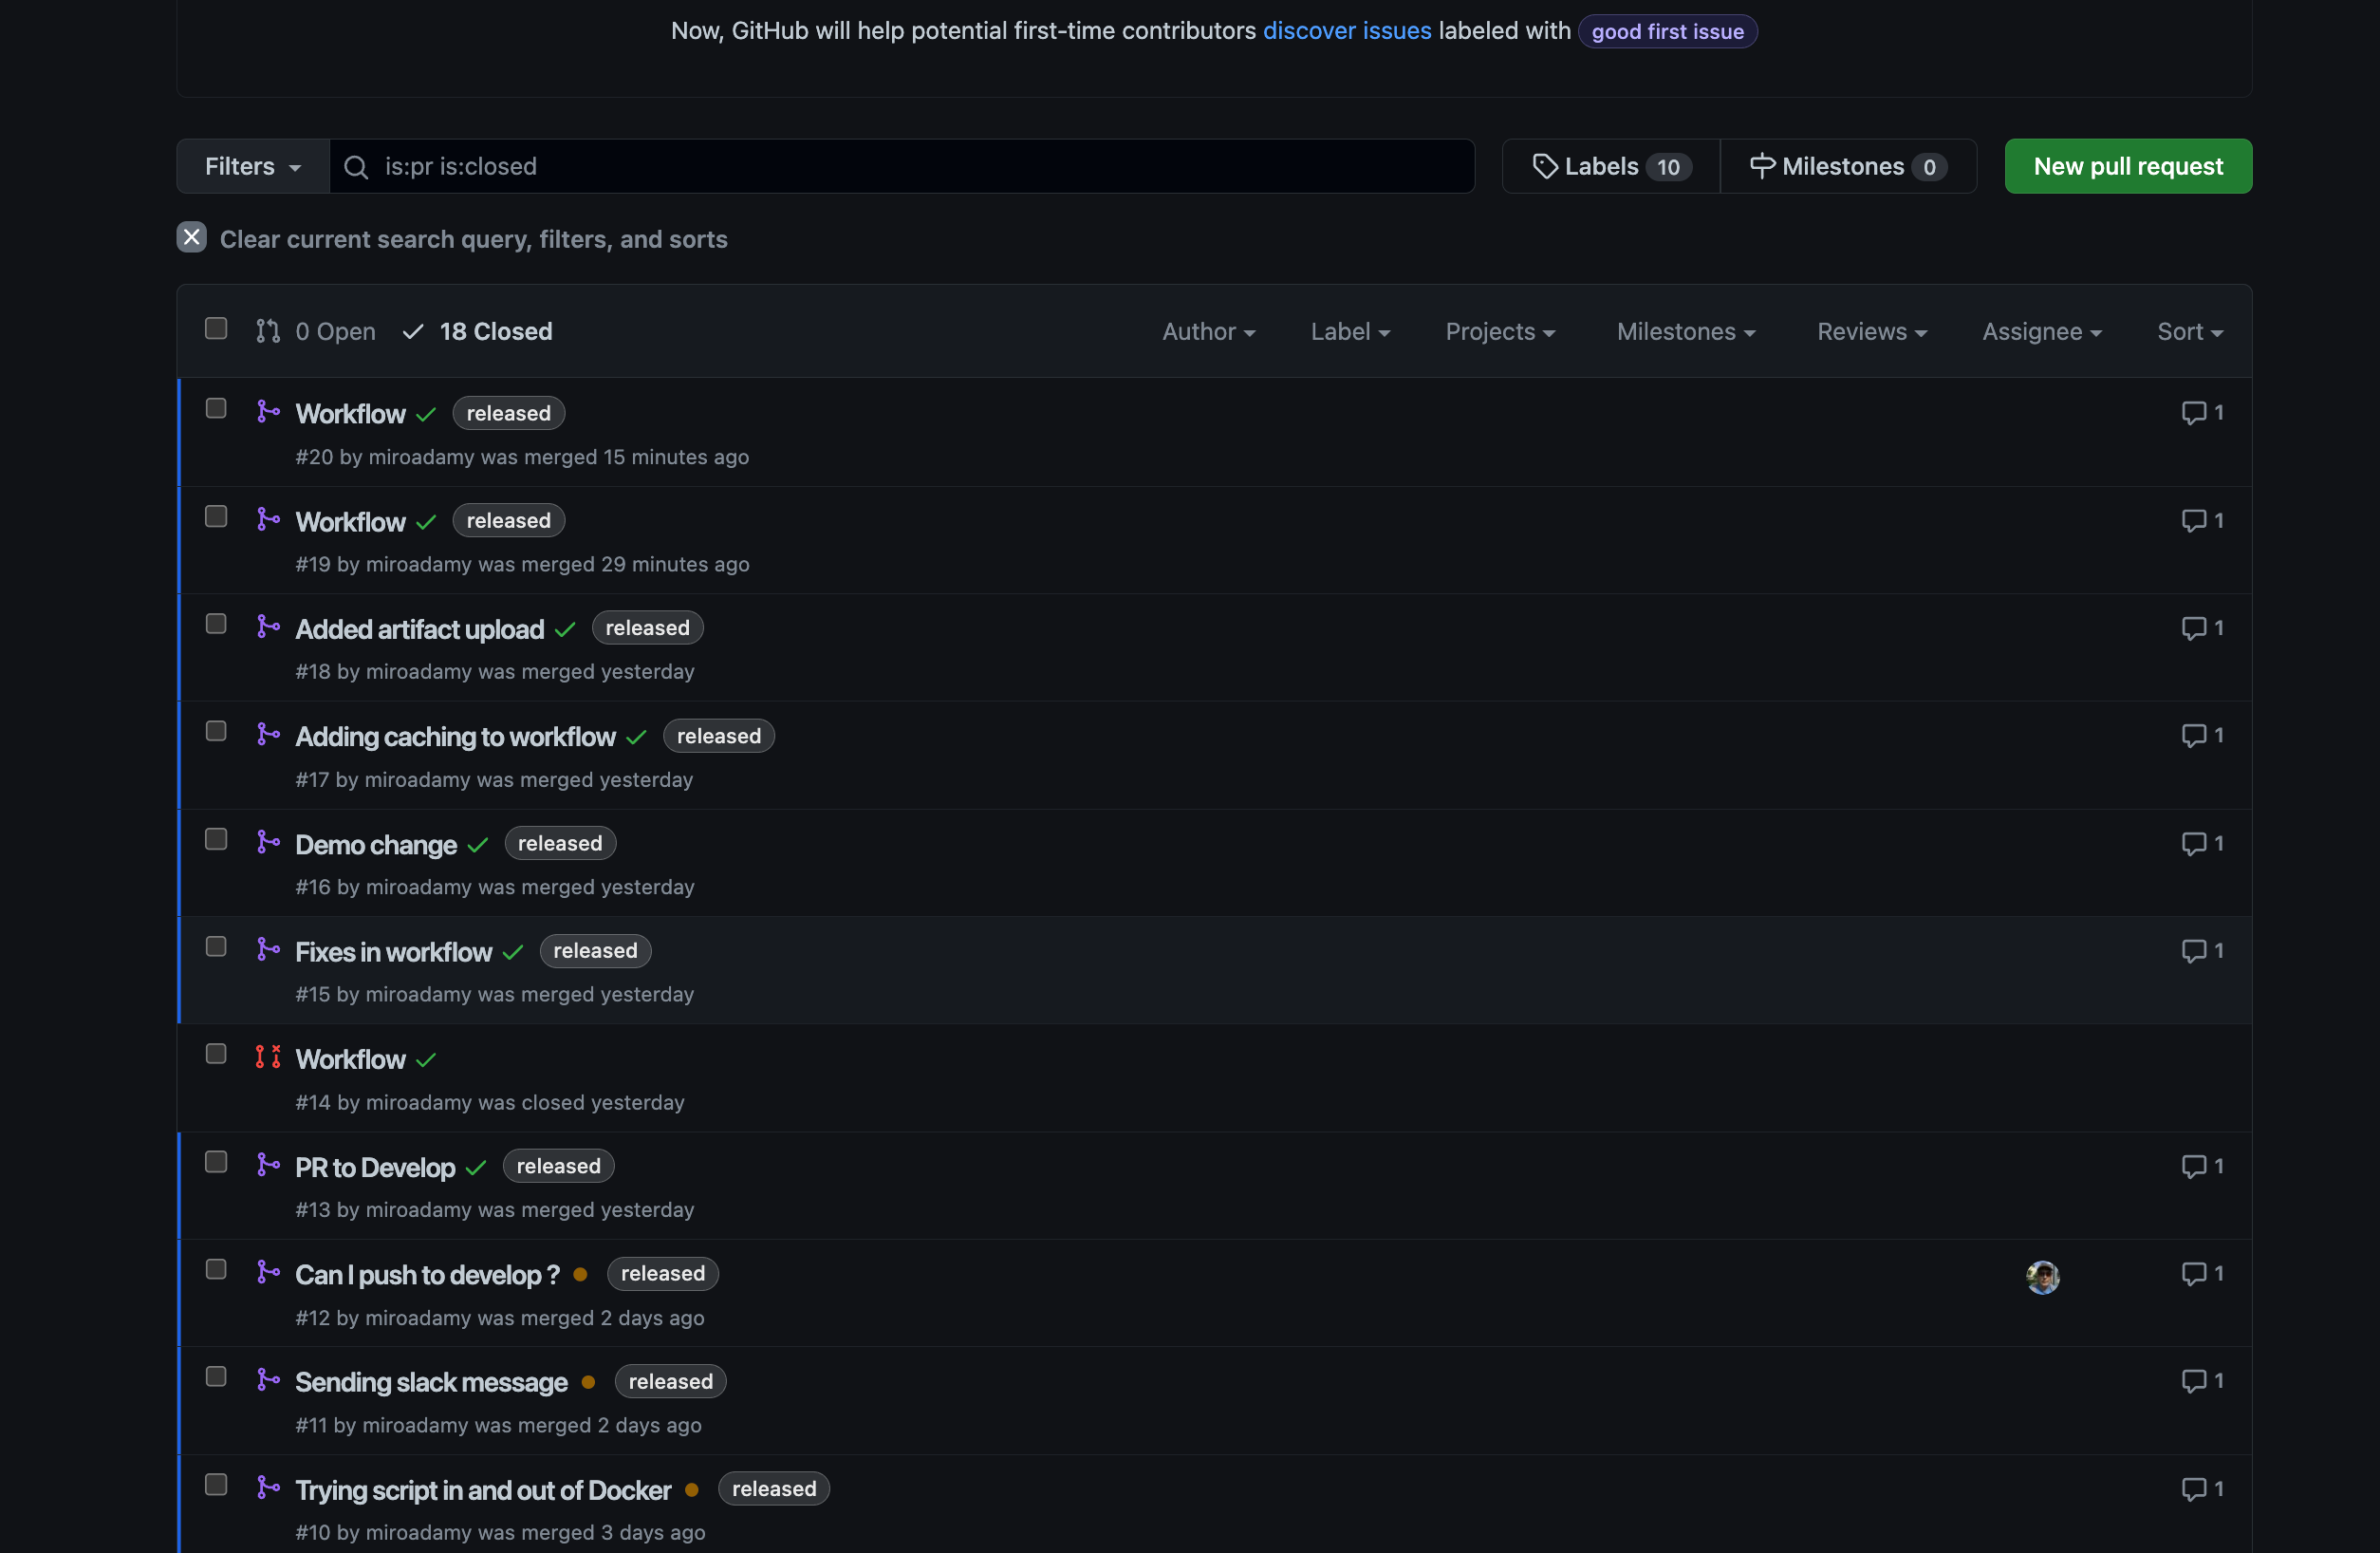 Now, GitHub will help potential first-time contributors discover issues labeled with good first issue
Filters is:pr is:closed Labels 10 Milestones 0 New pull request
Clear current search query, filters, and sorts
0 Open 18 Closed Author Label Projects Milestones Reviews Assignee Sort
Workflow released 1
#20 by miroadamy was merged 15 minutes ago
Workflow released 1
#19 by miroadamy was merged 29 minutes ago
Added artifact upload released 1
#18 by miroadamy was merged yesterday
Adding caching to workflow released 1
#17 by miroadamy was merged yesterday
Demo change released 1
#16 by miroadamy was merged yesterday
Fixes in workflow released 1
#15 by miroadamy was merged yesterday
Workflow
#14 by miroadamy was closed yesterday
PR to Develop released 1
#13 by miroadamy was merged yesterday
Can I push to develop ? released 1
#12 by miroadamy was merged 2 days ago
Sending slack message released 1
#11 by miroadamy was merged 2 days ago
Trying script in and out of Docker released 1
#10 by miroadamy was merged 3 days ago